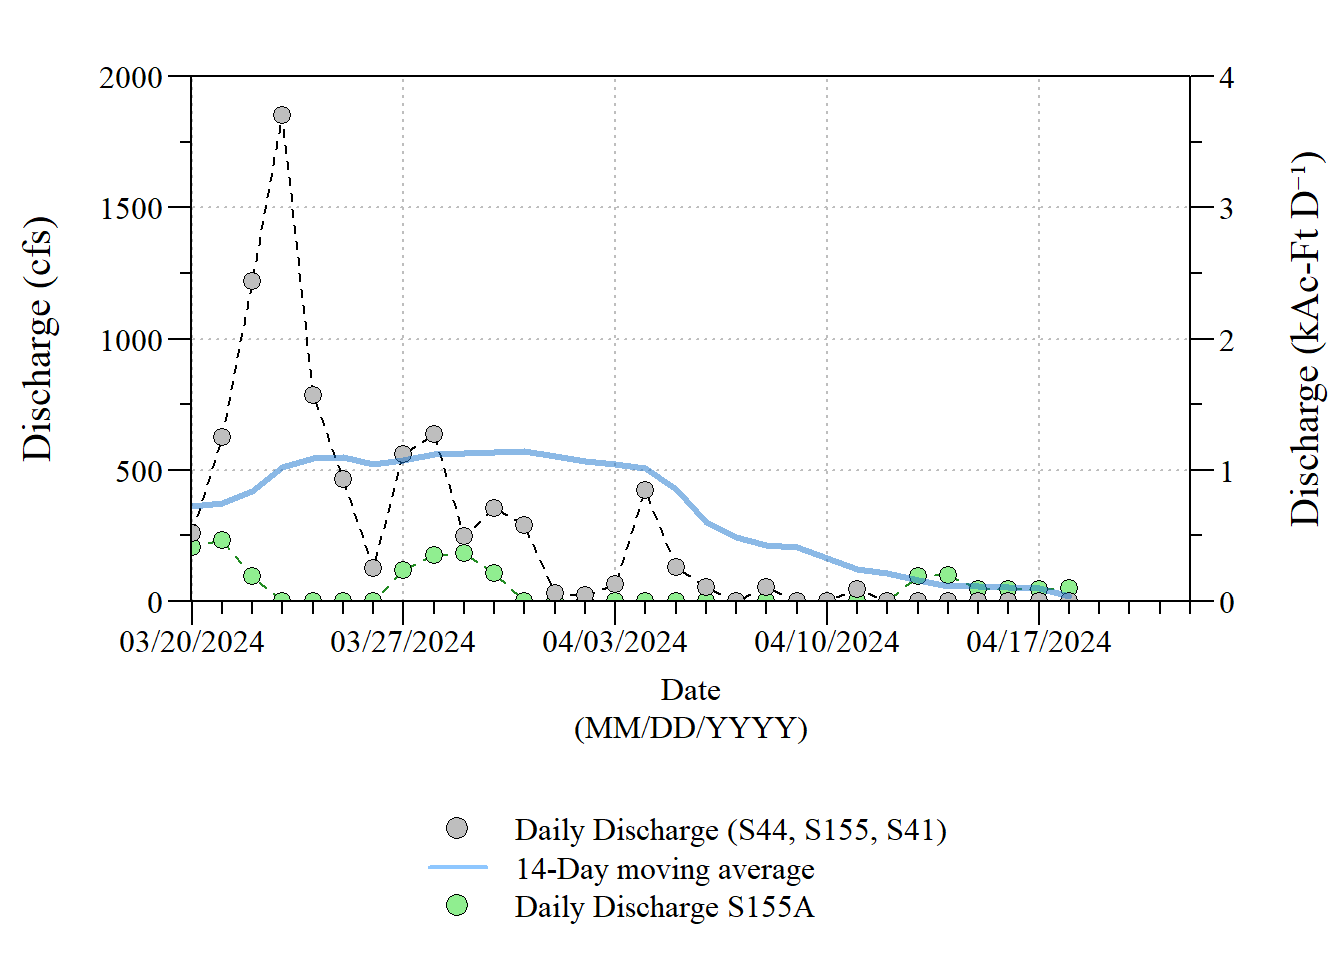 2000
1500
1000
500
0
4
3
2
1
0
Discharge (cfs)
Discharge (kAc-Ft D⁻¹)
03/20/2024 03/27/2024 04/03/2024 04/10/2024 04/17/2024
Date
(MM/DD/YYYY)
Daily Discharge (S44, S155, S41)
14-Day moving average
Daily Discharge S155A